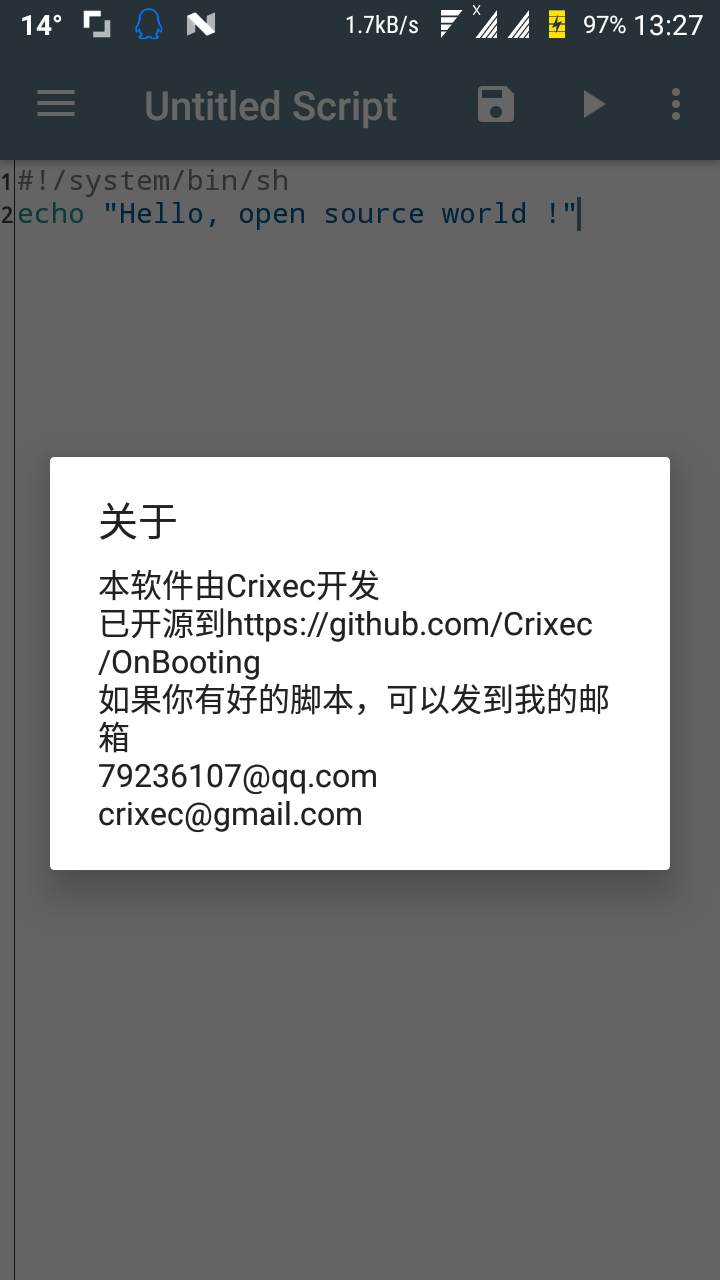 14° 1.7kB/s X 97% 13:27
Untitled Script
1 #!/system/bin/sh
2 echo "Hello, open source world !"
关于
本软件由Crixec开发
已开源到https://github.com/Crixec
/OnBooting
如果你有好的脚本，可以发到我的邮
箱
79236107@qq.com
crixec@gmail.com